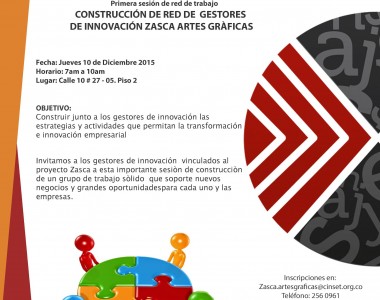 Primera sesión de red de trabajo
CONSTRUCCIÓN DE RED DE GESTORES
DE INNOVACIÓN ZASCA ARTES GRÀFICAS
Fecha: Jueves 10 de Diciembre 2015
Horario: 7am a 10am
Lugar: Calle 10 # 27 - 05. Piso 2
OBJETIVO:
Construir junto a los gestores de innovación las
estrategias y actividades que permitan la transformación
e innovación empresarial
Invitamos a los gestores de innovación vinculados al
proyecto Zasca a esta importante sesiòn de construcciòn
de un grupo de trabajo sòlido que soporte nuevos
negocios y grandes oportunidadespara cada uno y las
empresas.
Inscripciones en:
Zasca.artesgraficas@cinset.org.co
Teléfono: 256 0961